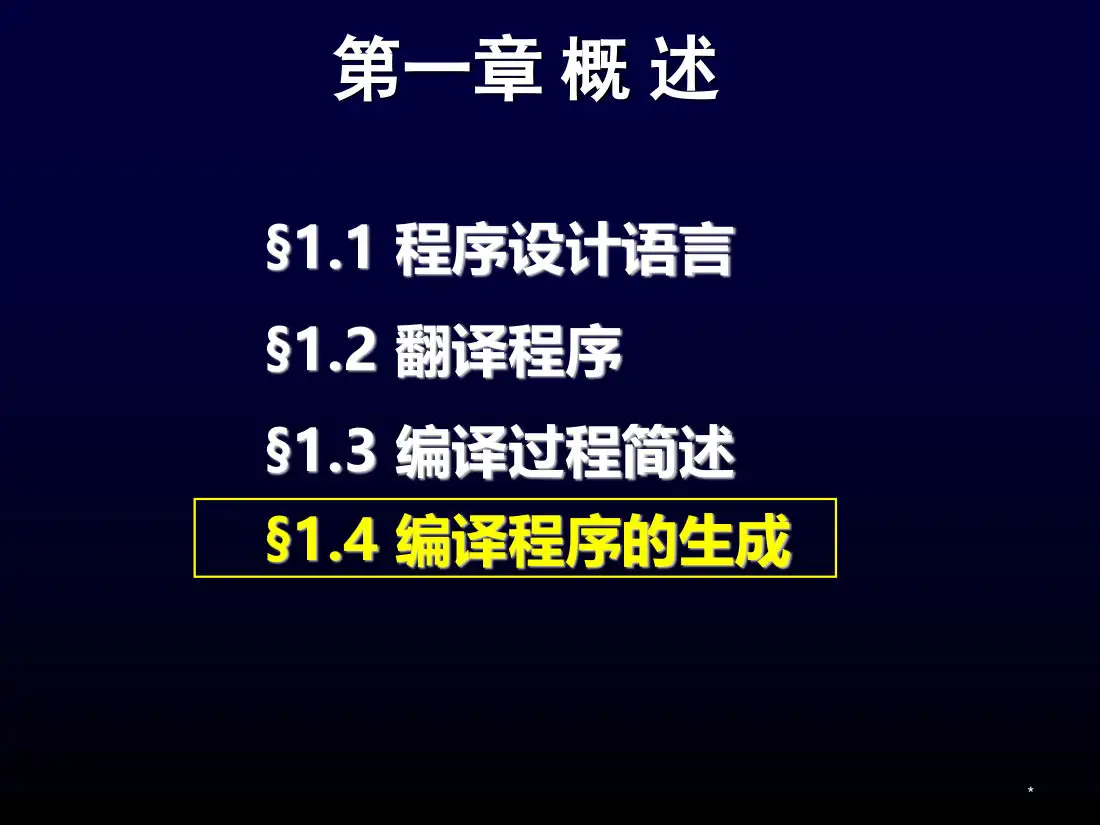 第一章 概 述
§1.1 程序设计语言
§1.2 翻译程序
§1.3 编译过程简述
§1.4 编译程序的生成
*